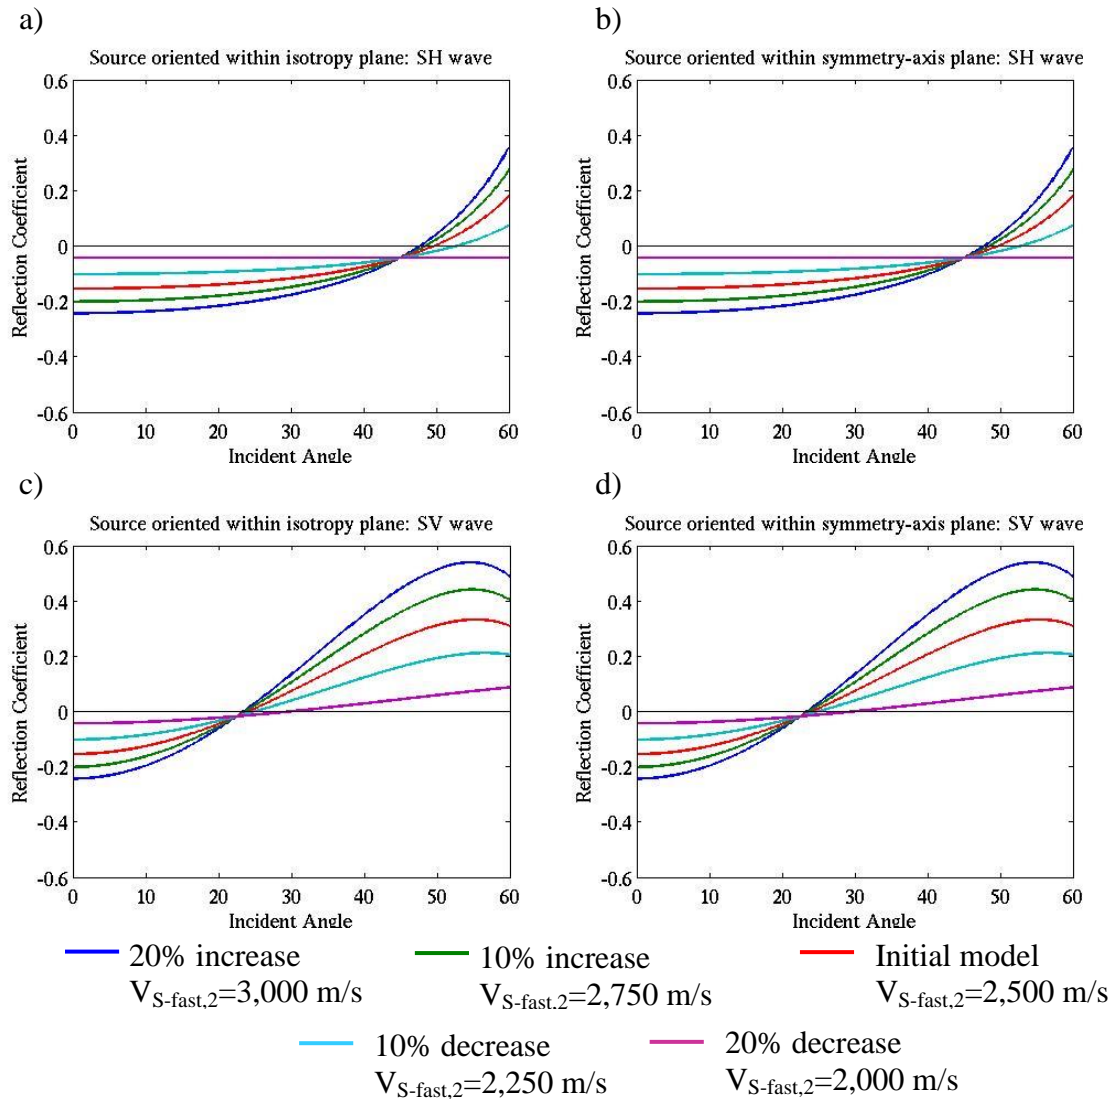 a)
Source oriented within isotropy plane: SH wave
0.6
0.4
0.2
0
-0.2
-0.4
-0.6
Reflection Coefficient
0 10 20 30 40 50 60
Incident Angle
b)
Source oriented within symmetry-axis plane: SH wave
0.6
0.4
0.2
0
-0.2
-0.4
-0.6
Reflection Coefficient
0 10 20 30 40 50 60
Incident Angle
c)
Source oriented within isotropy plane: SV wave
0.6
0.4
0.2
0
-0.2
-0.4
-0.6
Reflection Coefficient
0 10 20 30 40 50 60
Incident Angle
d)
Source oriented within symmetry-axis plane: SV wave
0.6
0.4
0.2
0
-0.2
-0.4
-0.6
Reflection Coefficient
0 10 20 30 40 50 60
Incident Angle
20% increase
VS-fast,2=3,000 m/s
10% increase
VS-fast,2=2,750 m/s
Initial model
VS-fast,2=2,500 m/s
10% decrease
VS-fast,2=2,250 m/s
20% decrease
VS-fast,2=2,000 m/s